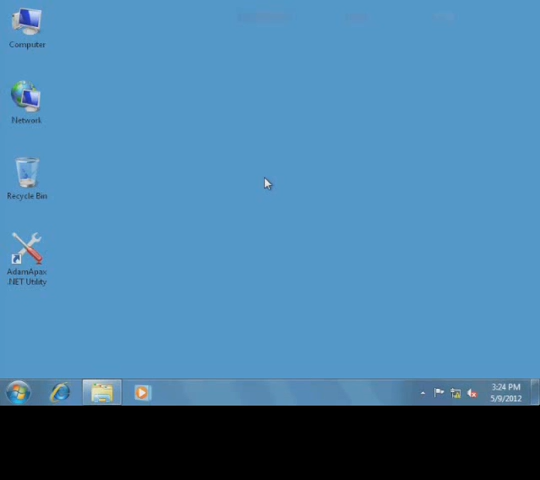 Computer
Network
Recycle Bin
AdamApax
.NET Utility
3:24 PM
5/9/2012